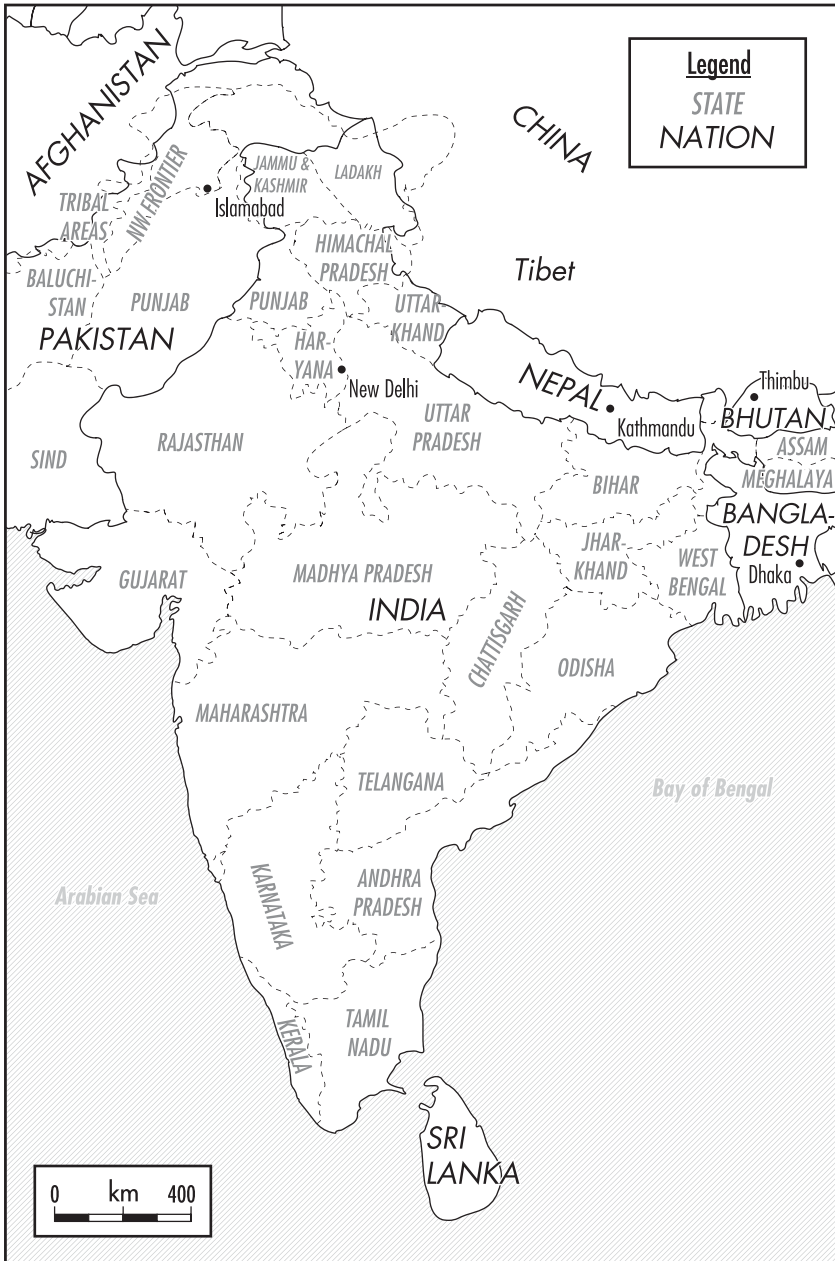 AFGHANISTAN
Legend
STATE
NATION
CHINA
JAMMU &
KASHMIR
LADAKH
NW FRONTIER
Islamabad
TRIBAL
AREAS
HIMACHAL
PRADESH
Tibet
BALUCHI-
STAN
PUNJAB
PUNJAB
UTTAR-
KHAND
PAKISTAN
HAR-
YANA
New Delhi
NEPAL
Kathmandu
Thimbu
BHUTAN
UTTAR
PRADESH
RAJASTHAN
SIND
ASSAM
BIHAR
MEGHALAYA
BANGLA-
DESH
Dhaka
JHAR-
KHAND
WEST
BENGAL
GUJARAT
MADHYA PRADESH
INDIA
CHATTISGARH
ODISHA
MAHARASHTRA
TELANGANA
Bay of Bengal
KARNATAKA
ANDHRA
PRADESH
Arabian Sea
KERALA
TAMIL
NADU
SRI
LANKA
0 km 400